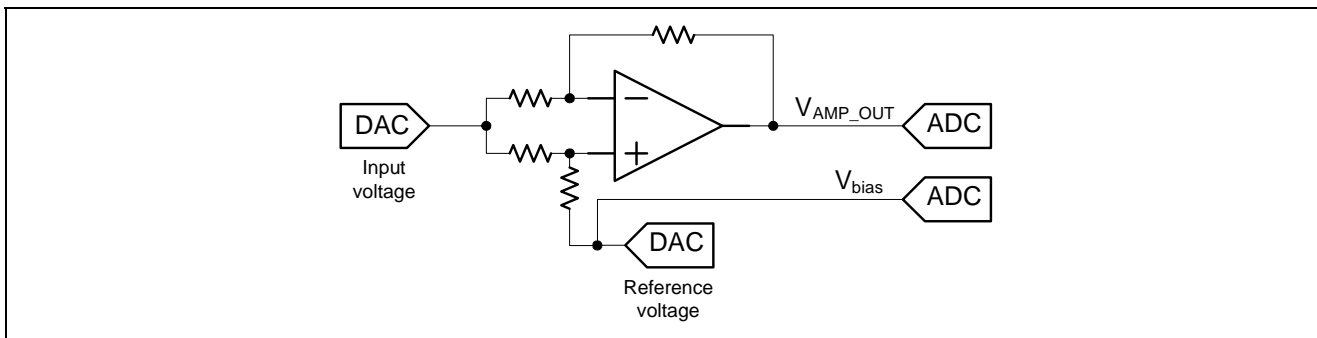 DAC
Input
voltage
−
+
V_AMP_OUT
ADC
V_bias
ADC
DAC
Reference
voltage